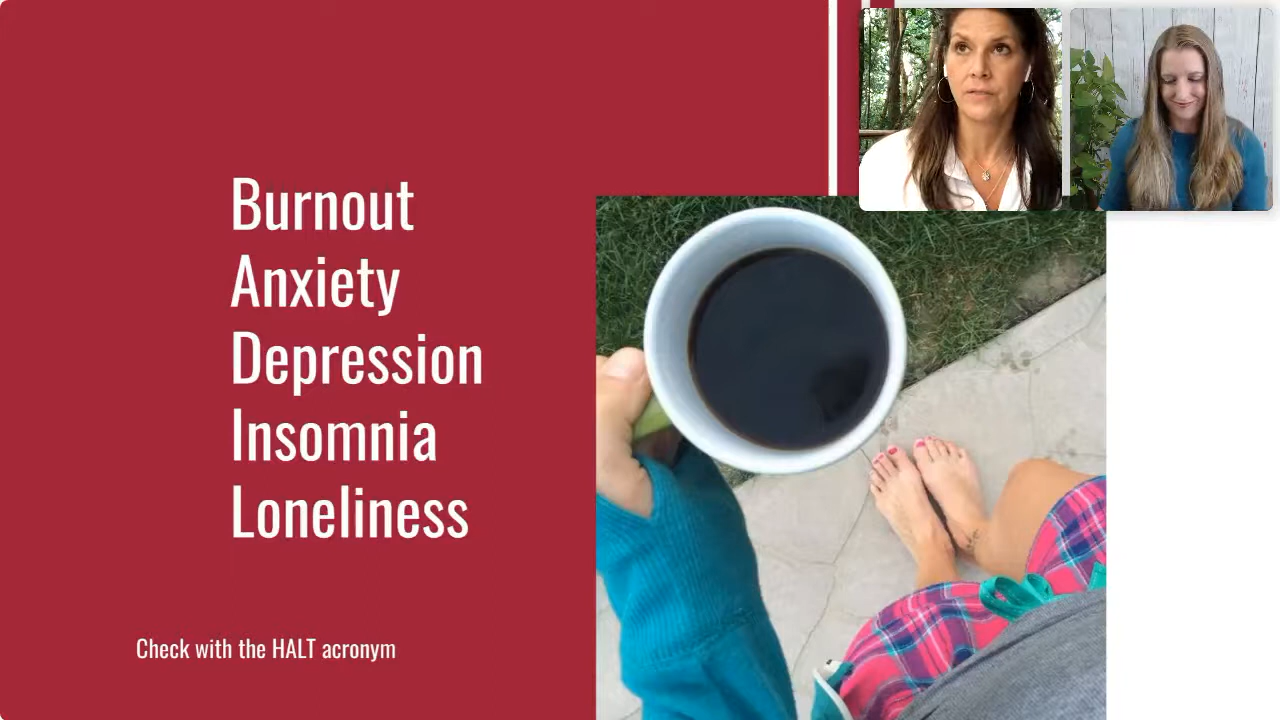 Burnout
Anxiety
Depression
Insomnia
Loneliness
Check with the HALT acronym